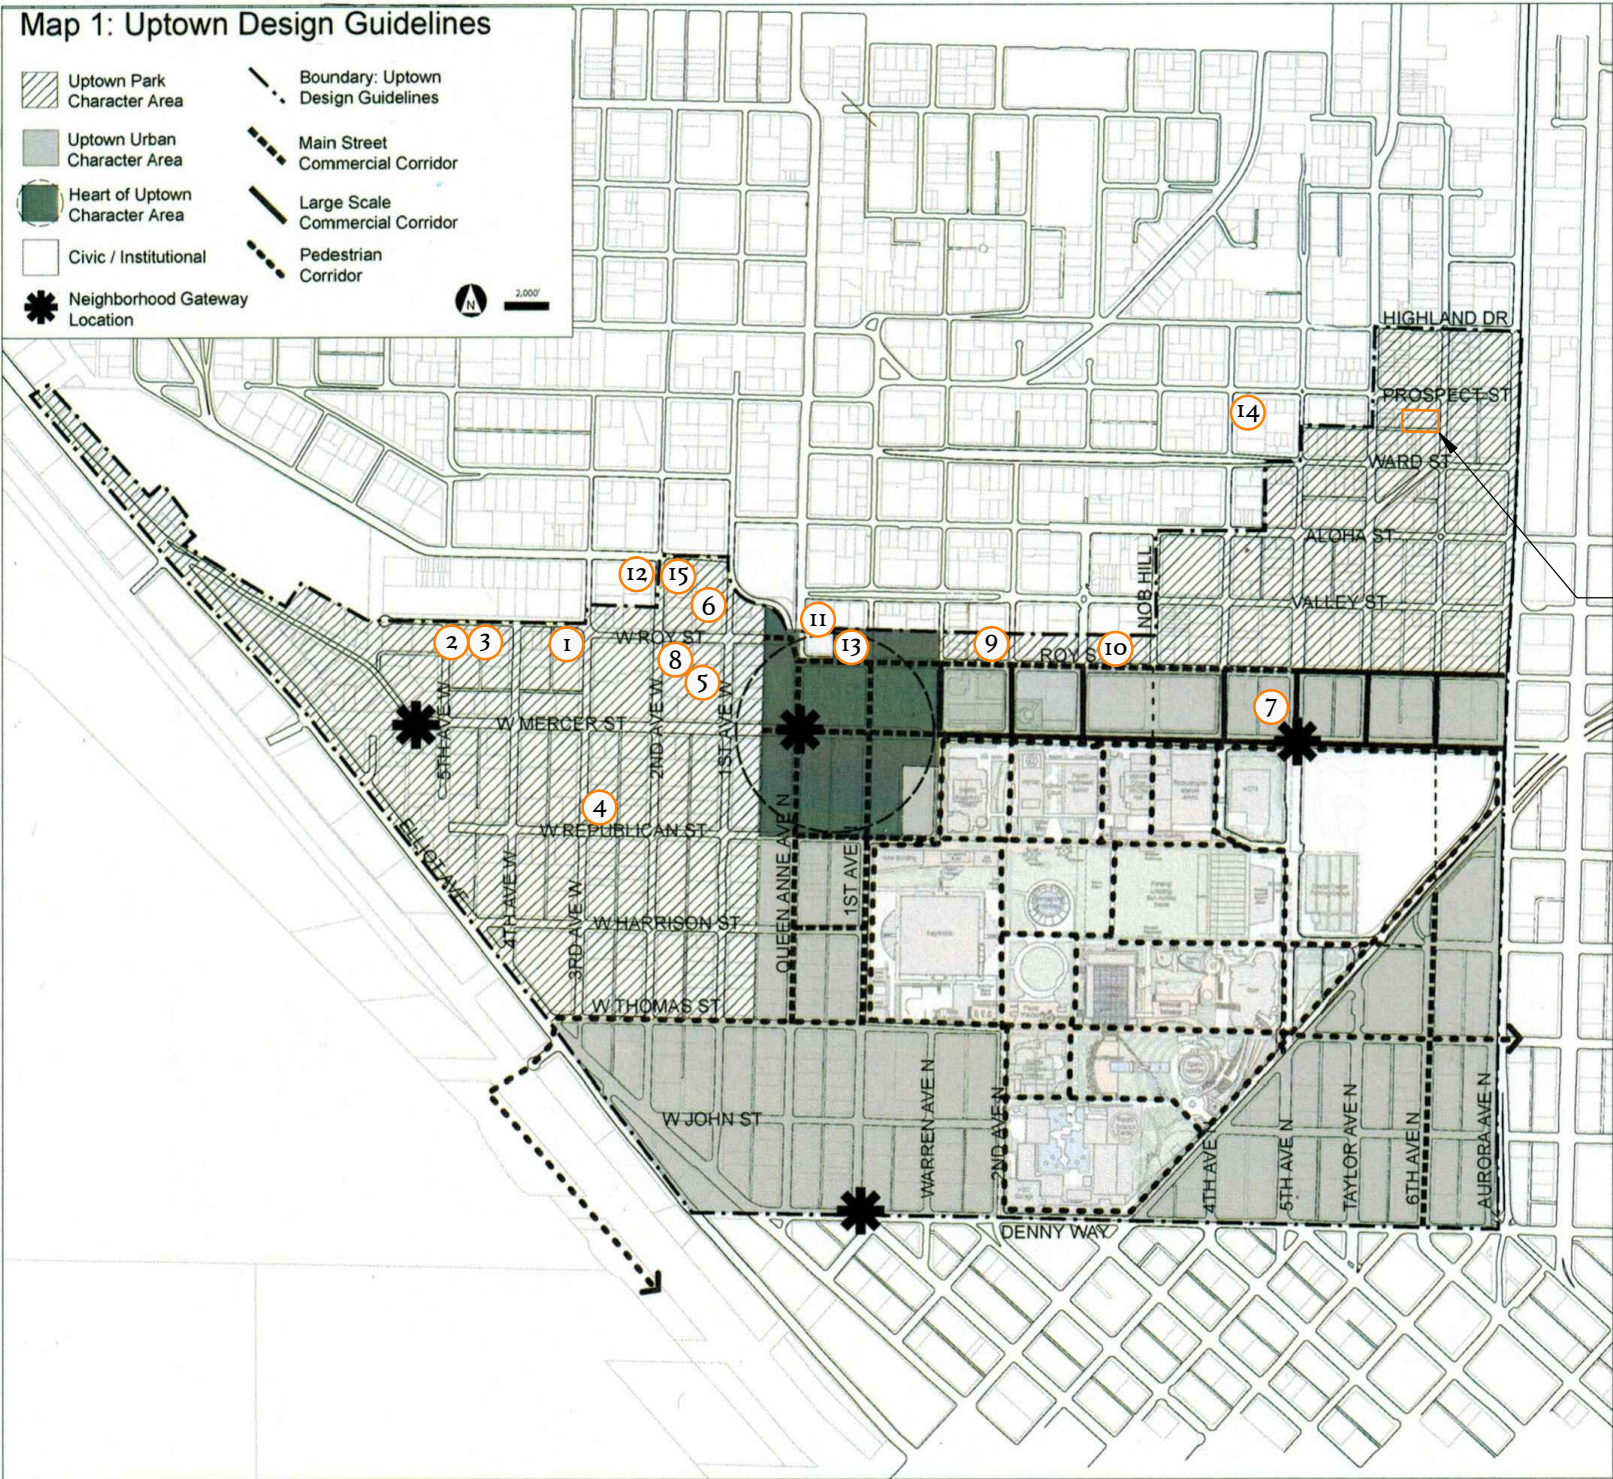 Map 1: Uptown Design Guidelines
Uptown Park
Character Area
Uptown Urban
Character Area
Heart of Uptown
Character Area
Civic / Institutional
Neighborhood Gateway
Location
Boundary: Uptown
Design Guidelines
Main Street
Commercial Corridor
Large Scale
Commercial Corridor
Pedestrian
Corridor
N
2,000'
HIGHLAND DR
PROSPECT ST
14
WARD ST
ALOHA ST
NOB HILL
VALLEY ST
12
15
6
11
2
3
1
W ROY ST
13
9
ROY S
10
8
5
7
5TH AVE W
W MERCER ST
2ND AVE W
1ST AVE W
4
W REPUBLICAN ST
ELLIOT AVE
4TH AVE W
3RD AVE W
W HARRISON ST
QUEEN ANNE AVE N
1ST AVE
W THOMAS ST
W JOHN ST
WARREN AVE N
2ND AVE N
4TH AVE
5TH AVE N
TAYLOR AVE N
6TH AVE N
AURORA AVE N
DENNY WAY